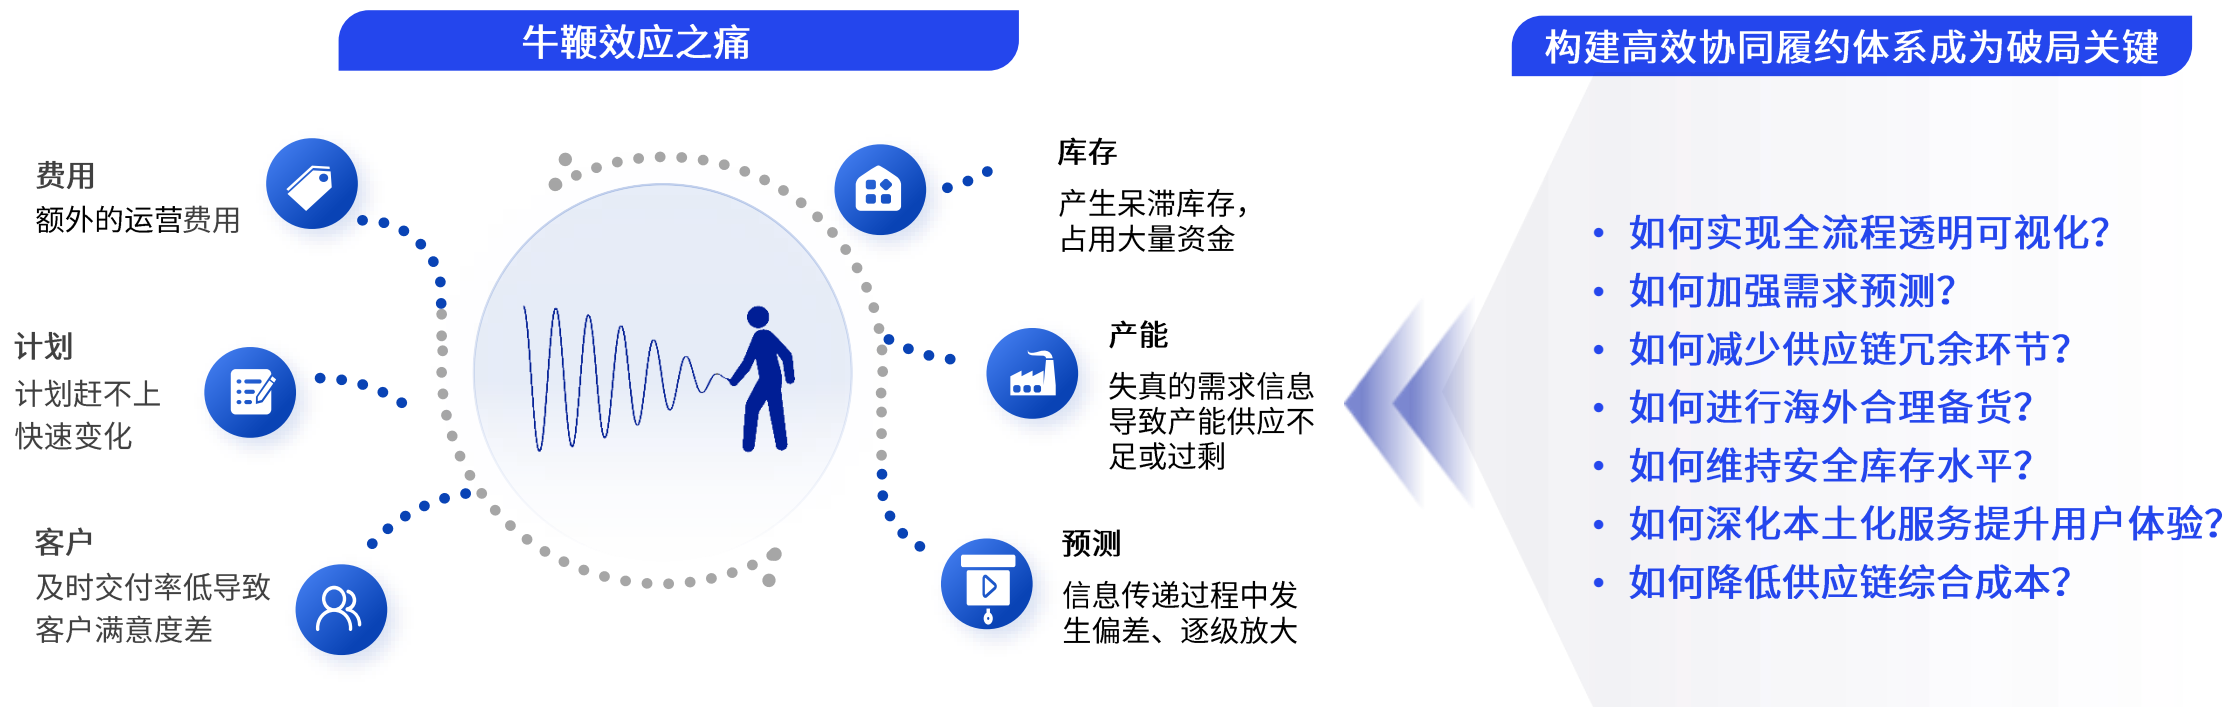 牛鞭效应之痛
费用
额外的运营费用
计划
计划赶不上
快速变化
客户
及时交付率低导致
客户满意度差
库存
产生呆滞库存，
占用大量资金
产能
失真的需求信息
导致产能供应不
足或过剩
预测
信息传递过程中发
生偏差、逐级放大
构建高效协同履约体系成为破局关键
• 如何实现全流程透明可视化?
• 如何加强需求预测?
• 如何减少供应链冗余环节?
• 如何进行海外合理备货?
• 如何维持安全库存水平?
• 如何深化本土化服务提升用户体验?
• 如何降低供应链综合成本?